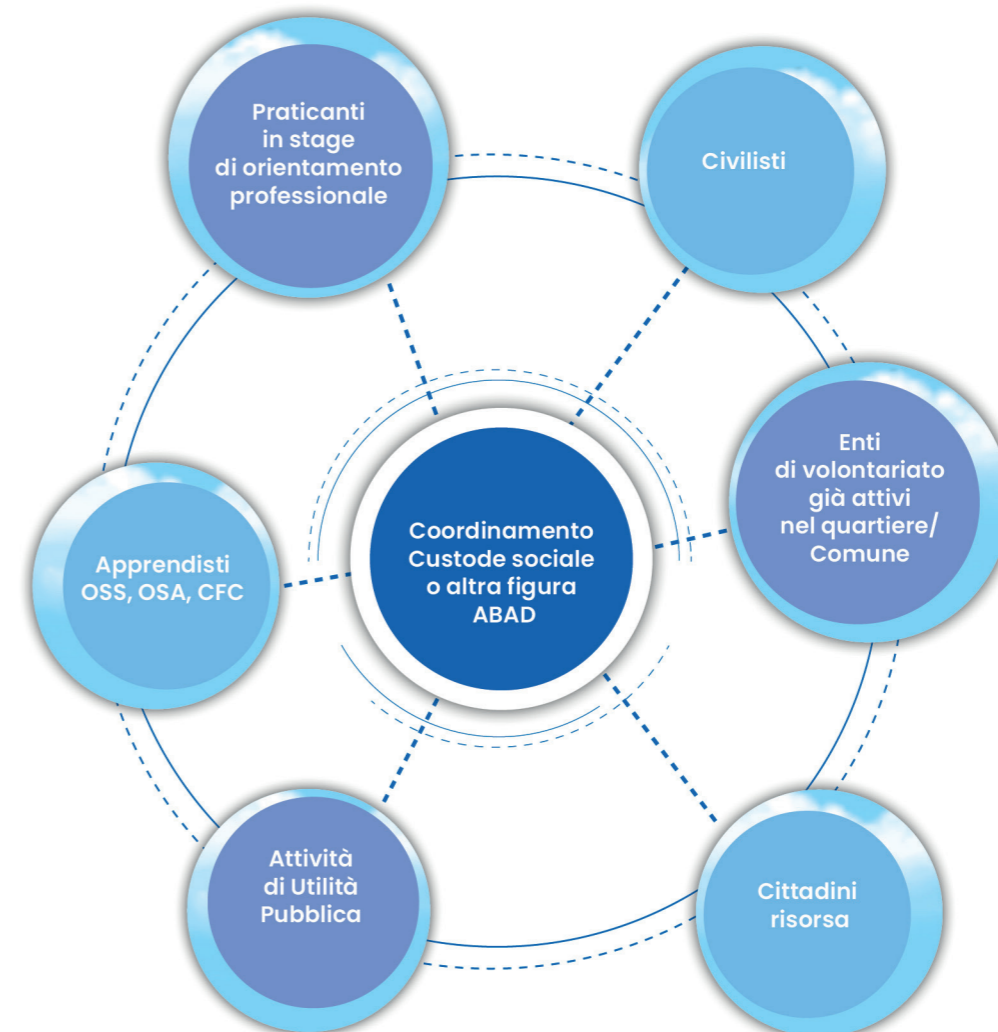 Praticanti
in stage
di orientamento
professionale
Civilisti
Enti
di volontariato
già attivi
nel quartiere/
Comune
Coordinamento
Custode sociale
o altra figura
ABAD
Apprendisti
OSS, OSA, CFC
Attività
di Utilità
Pubblica
Cittadini
risorsa